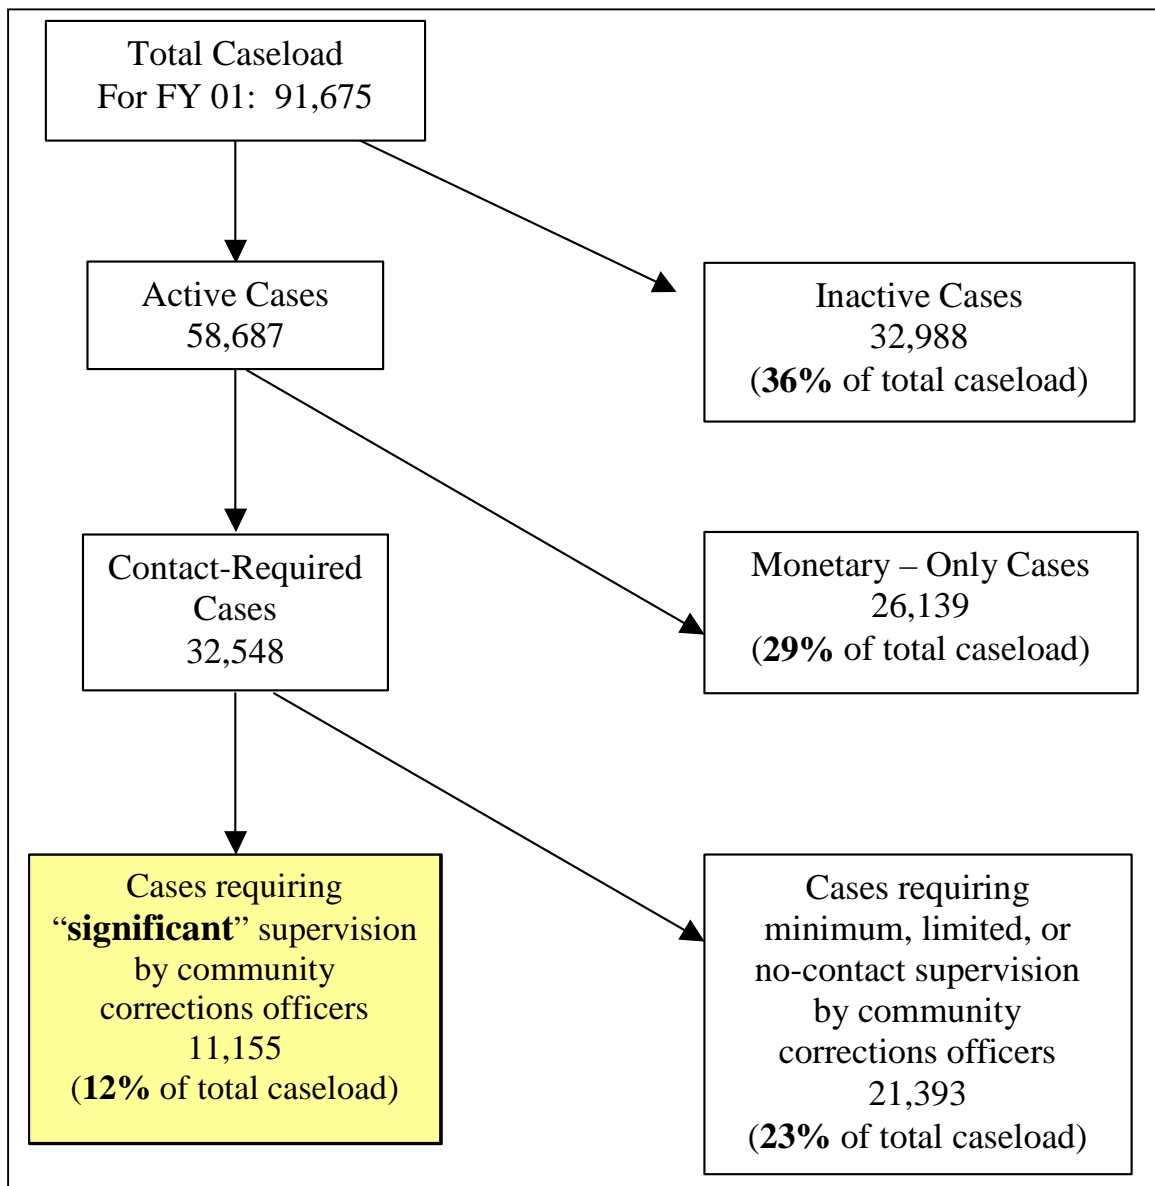 Total Caseload
For FY 01:  91,675
Active Cases
58,687
Inactive Cases
32,988
(36% of total caseload)
Contact-Required
Cases
32,548
Monetary – Only Cases
26,139
(29% of total caseload)
Cases requiring
“significant” supervision
by community
corrections officers
11,155
(12% of total caseload)
Cases requiring
minimum, limited, or
no-contact supervision
by community
corrections officers
21,393
(23% of total caseload)